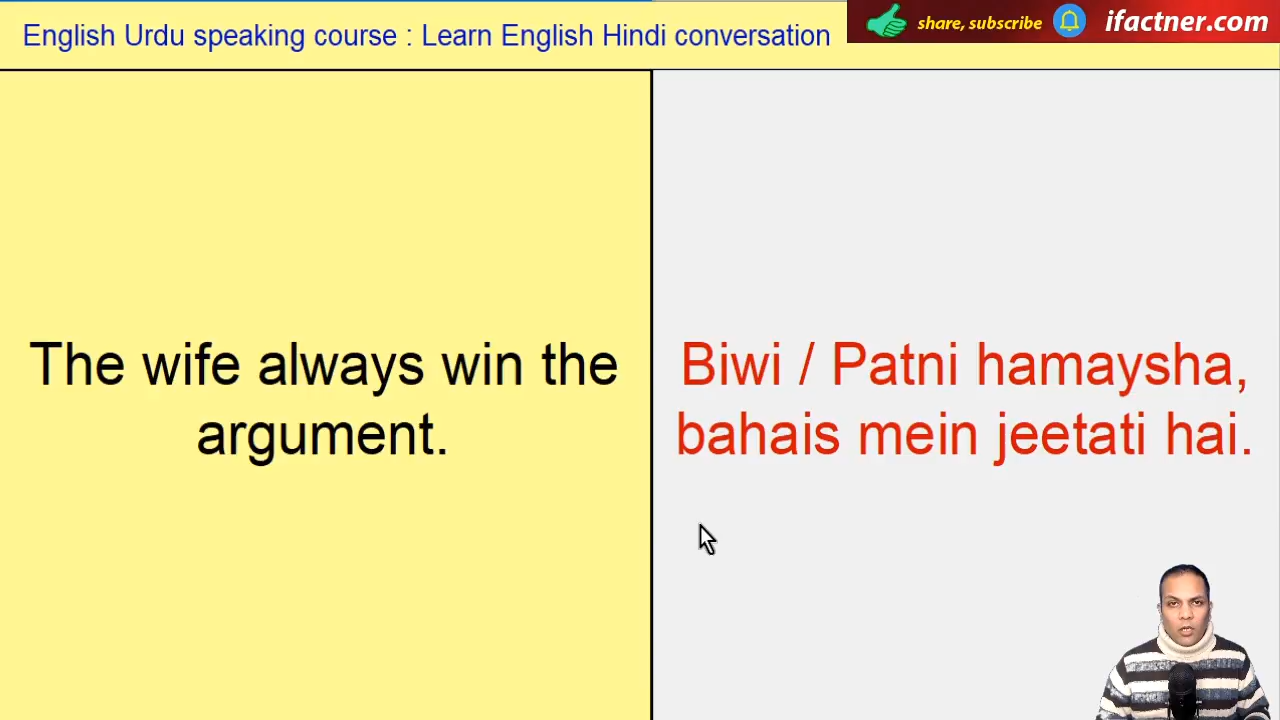 English Urdu speaking course : Learn English Hindi conversation
share, subscribe
ifactner.com
The wife always win the
argument.
Biwi / Patni hamaysha,
bahais mein jeetati hai.